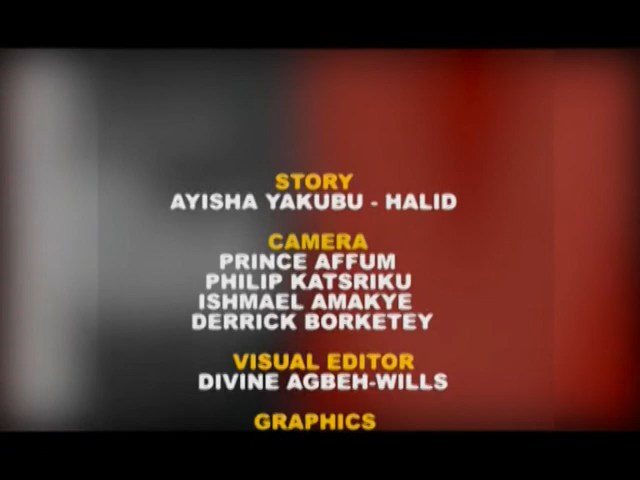 STORY
AYISHA YAKUBU - HALID
CAMERA
PRINCE AFFUM
PHILIP KATSRIKU
ISHMAEL AMAKYE
DERRICK BORKETEY
VISUAL EDITOR
DIVINE AGBEH-WILLS
GRAPHICS